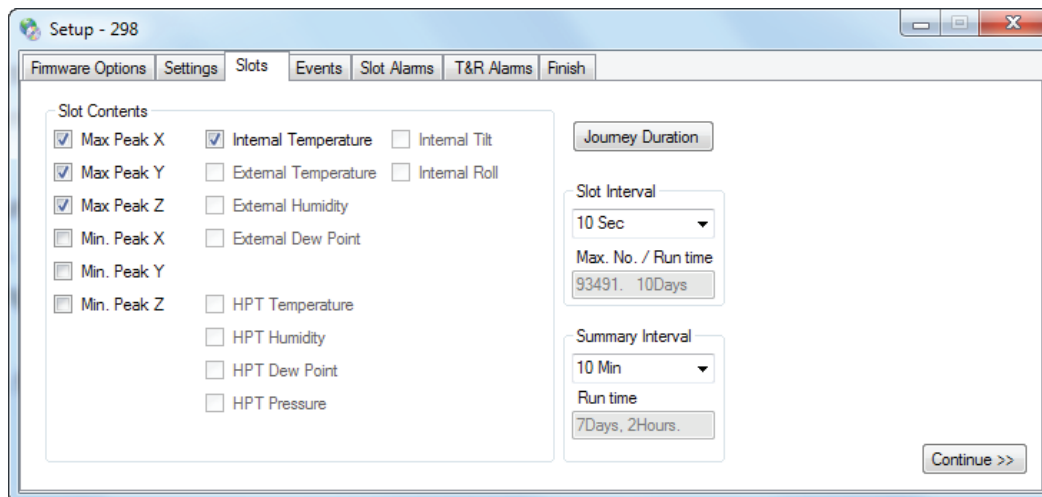 Setup - 298
Firmware Options Settings Slots Events Slot Alarms T&R Alarms Finish
Slot Contents
Max Peak X Internal Temperature Internal Tilt
Max Peak Y External Temperature Internal Roll
Max Peak Z External Humidity
Min. Peak X External Dew Point
Min. Peak Y
Min. Peak Z HPT Temperature
HPT Humidity
HPT Dew Point
HPT Pressure
Journey Duration
Slot Interval
10 Sec
Max. No. / Run time
93491. 10Days
Summary Interval
10 Min
Run time
7Days, 2Hours.
Continue >>